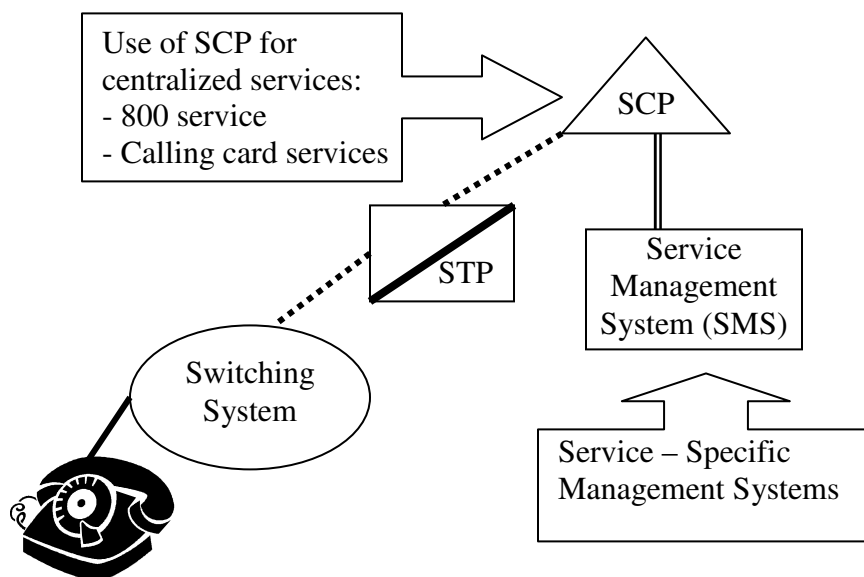 Use of SCP for
centralized services:
- 800 service
- Calling card services
SCP
STP
Service
Management
System (SMS)
Switching
System
Service – Specific
Management Systems